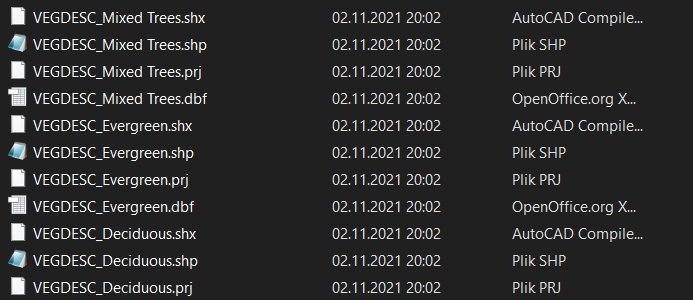 VEGDESC_Mixed Trees.shx 02.11.2021 20:02 AutoCAD Compile...
VEGDESC_Mixed Trees.shp 02.11.2021 20:02 Plik SHP
VEGDESC_Mixed Trees.prj 02.11.2021 20:02 Plik PRJ
VEGDESC_Mixed Trees.dbf 02.11.2021 20:02 OpenOffice.org X...
VEGDESC_Evergreen.shx 02.11.2021 20:02 AutoCAD Compile...
VEGDESC_Evergreen.shp 02.11.2021 20:02 Plik SHP
VEGDESC_Evergreen.prj 02.11.2021 20:02 Plik PRJ
VEGDESC_Evergreen.dbf 02.11.2021 20:02 OpenOffice.org X...
VEGDESC_Deciduous.shx 02.11.2021 20:02 AutoCAD Compile...
VEGDESC_Deciduous.shp 02.11.2021 20:02 Plik SHP
VEGDESC_Deciduous.prj 02.11.2021 20:02 Plik PRJ